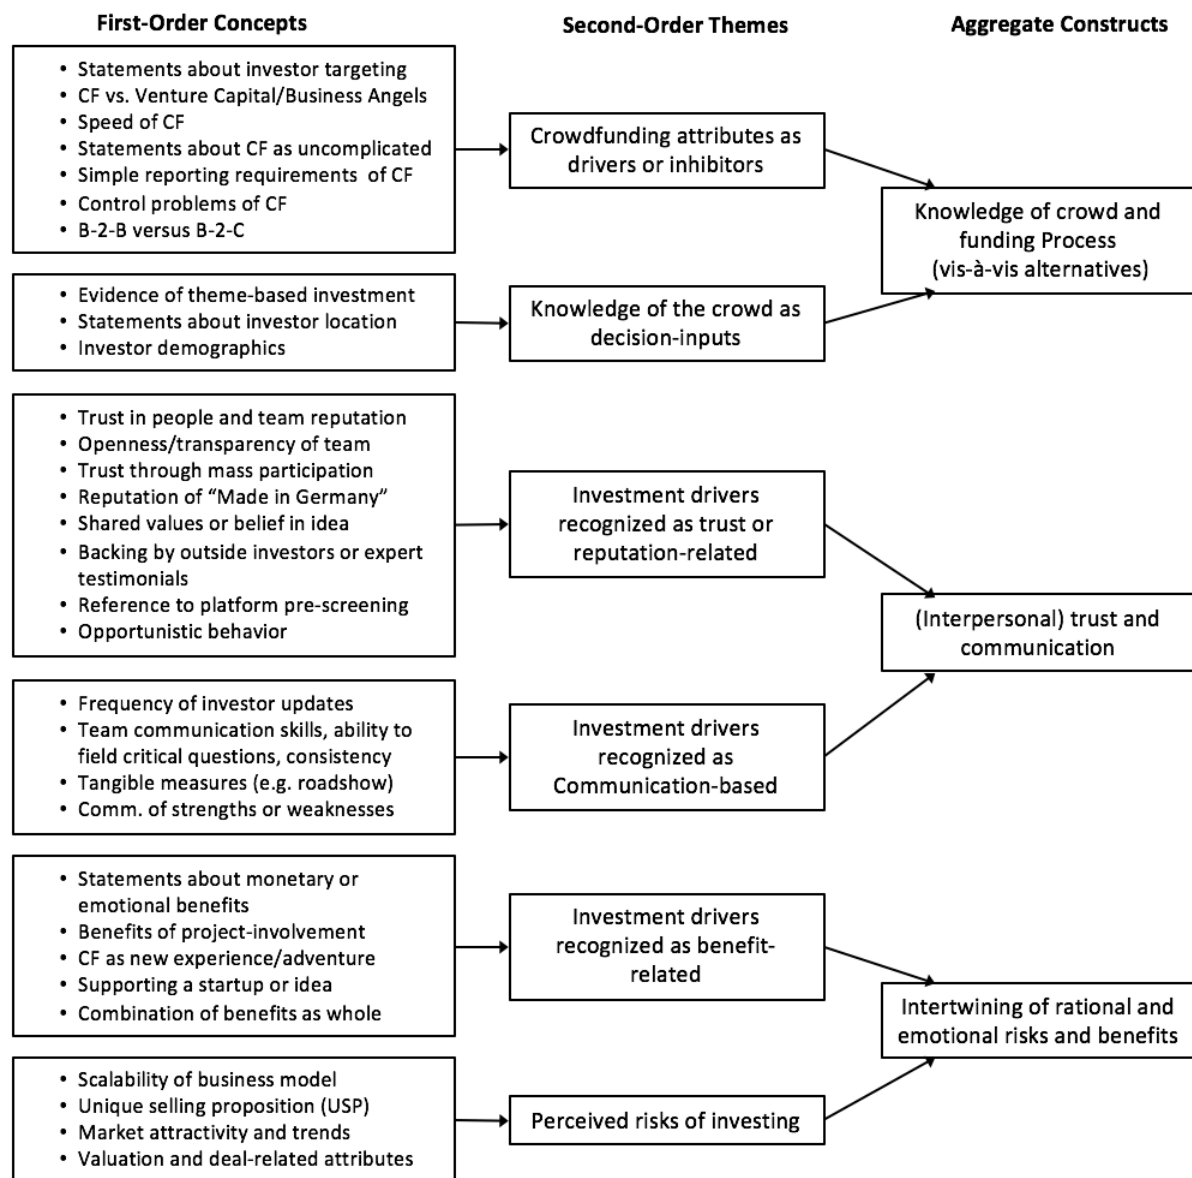 First-Order Concepts
Second-Order Themes
Aggregate Constructs
• Statements about investor targeting
• CF vs. Venture Capital/Business Angels
• Speed of CF
• Statements about CF as uncomplicated
• Simple reporting requirements of CF
• Control problems of CF
• B-2-B versus B-2-C
Crowdfunding attributes as
drivers or inhibitors
Knowledge of crowd and
funding Process
(vis-à-vis alternatives)
• Evidence of theme-based investment
• Statements about investor location
• Investor demographics
Knowledge of the crowd as
decision-inputs
• Trust in people and team reputation
• Openness/transparency of team
• Trust through mass participation
• Reputation of “Made in Germany”
• Shared values or belief in idea
• Backing by outside investors or expert
testimonials
• Reference to platform pre-screening
• Opportunistic behavior
Investment drivers
recognized as trust or
reputation-related
(Interpersonal) trust and
communication
• Frequency of investor updates
• Team communication skills, ability to
field critical questions, consistency
• Tangible measures (e.g. roadshow)
• Comm. of strengths or weaknesses
Investment drivers
recognized as
Communication-based
• Statements about monetary or
emotional benefits
• Benefits of project-involvement
• CF as new experience/adventure
• Supporting a startup or idea
• Combination of benefits as whole
Investment drivers
recognized as benefit-
related
Intertwining of rational and
emotional risks and benefits
• Scalability of business model
• Unique selling proposition (USP)
• Market attractivity and trends
• Valuation and deal-related attributes
Perceived risks of investing